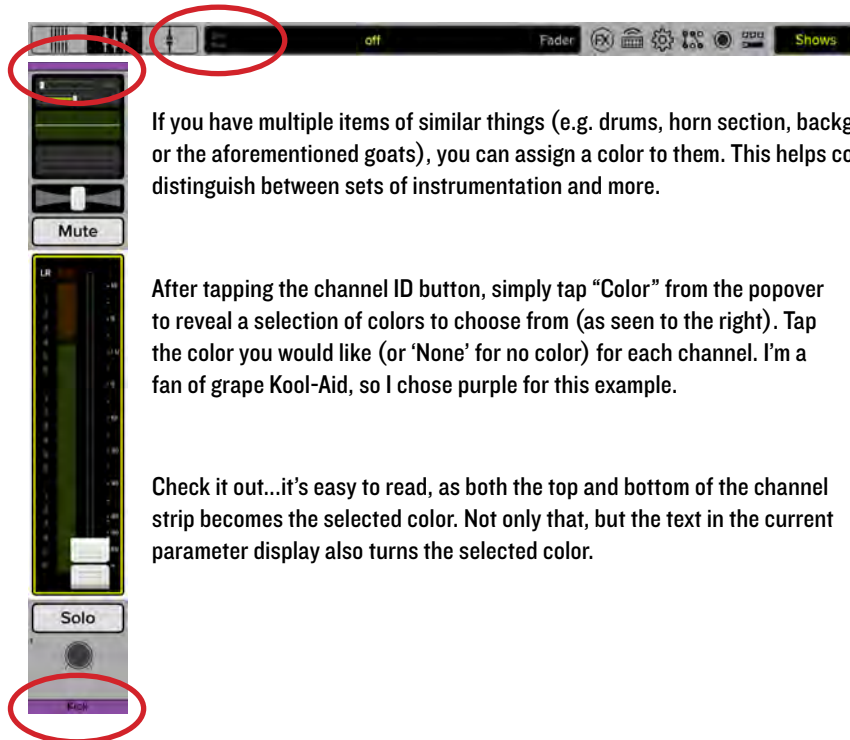 off Fader FX Shows
If you have multiple items of similar things (e.g. drums, horn section, backg
or the aforementioned goats), you can assign a color to them. This helps co
distinguish between sets of instrumentation and more.
Mute
LR
After tapping the channel ID button, simply tap “Color” from the popover
to reveal a selection of colors to choose from (as seen to the right). Tap
the color you would like (or ‘None’ for no color) for each channel. I’m a
fan of grape Kool-Aid, so I chose purple for this example.
Check it out...it’s easy to read, as both the top and bottom of the channel
strip becomes the selected color. Not only that, but the text in the current
parameter display also turns the selected color.
Solo
Kick